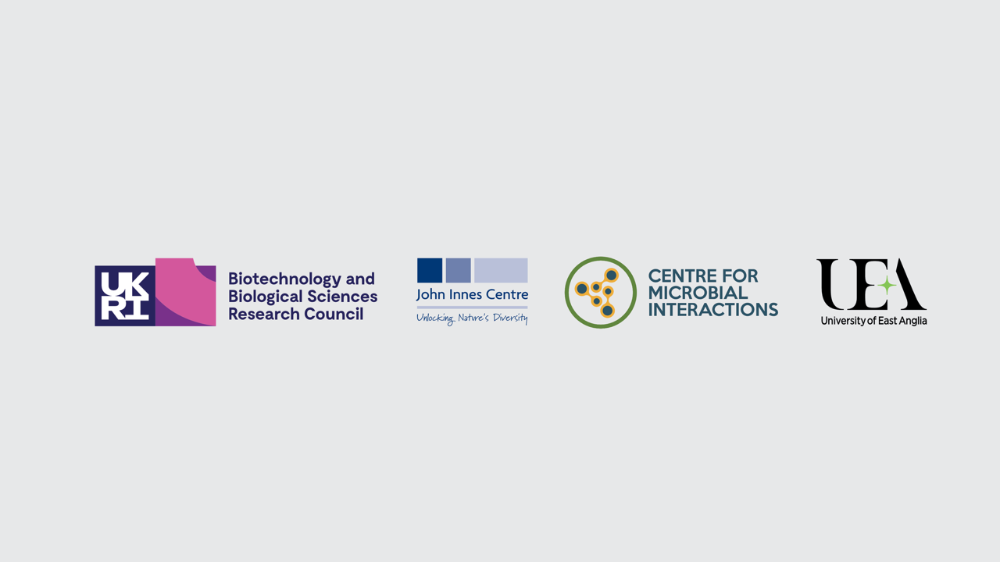 UK
RI
Biotechnology and
Biological Sciences
Research Council
John Innes Centre
Unlocking Nature's Diversity
CENTRE FOR
MICROBIAL
INTERACTIONS
UEA
University of East Anglia